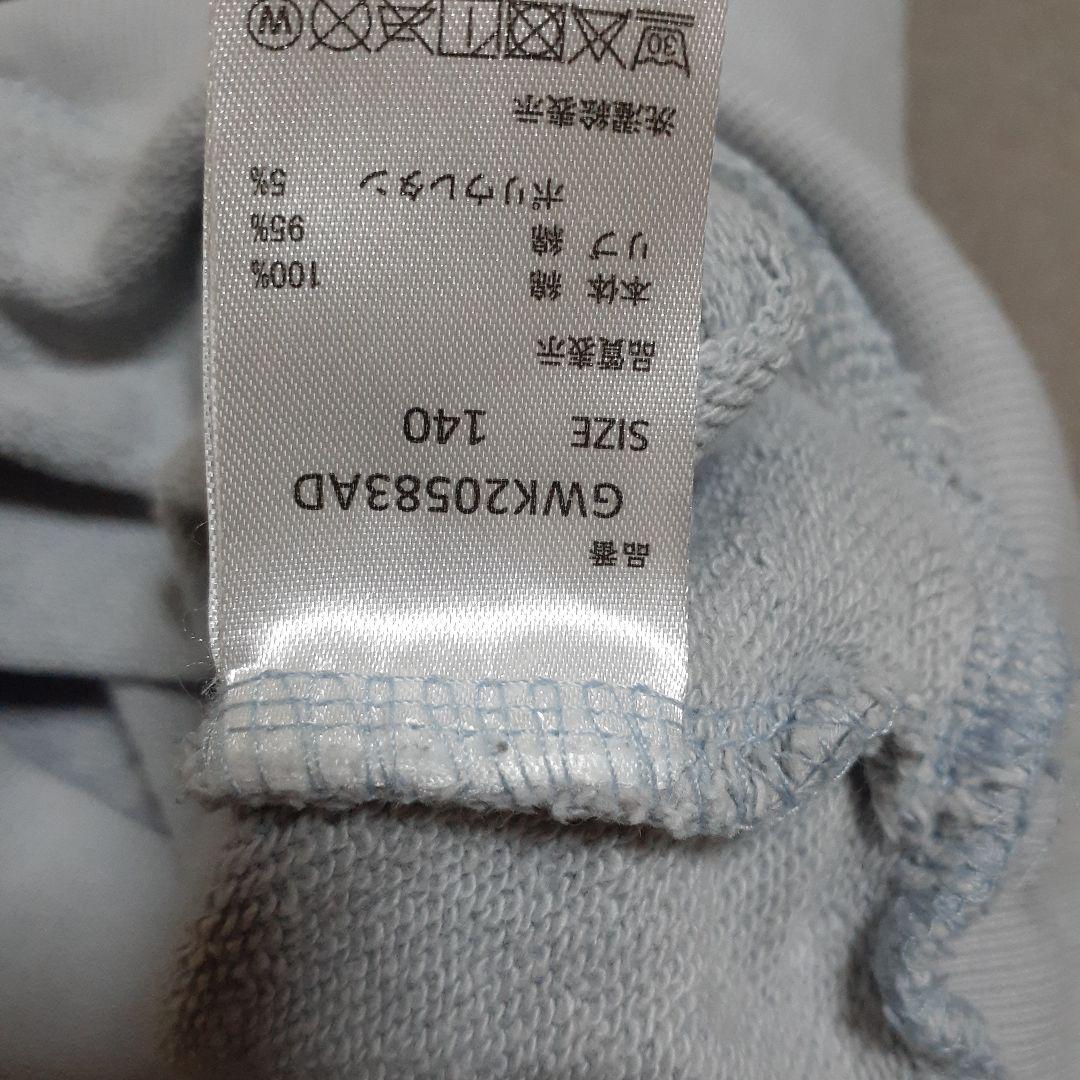 品番
GWK20583AD
SIZE 140
品質表示
本体 綿 100%
リブ 綿 95%
ポリウレタン 5%
洗濯絵表示
30
W